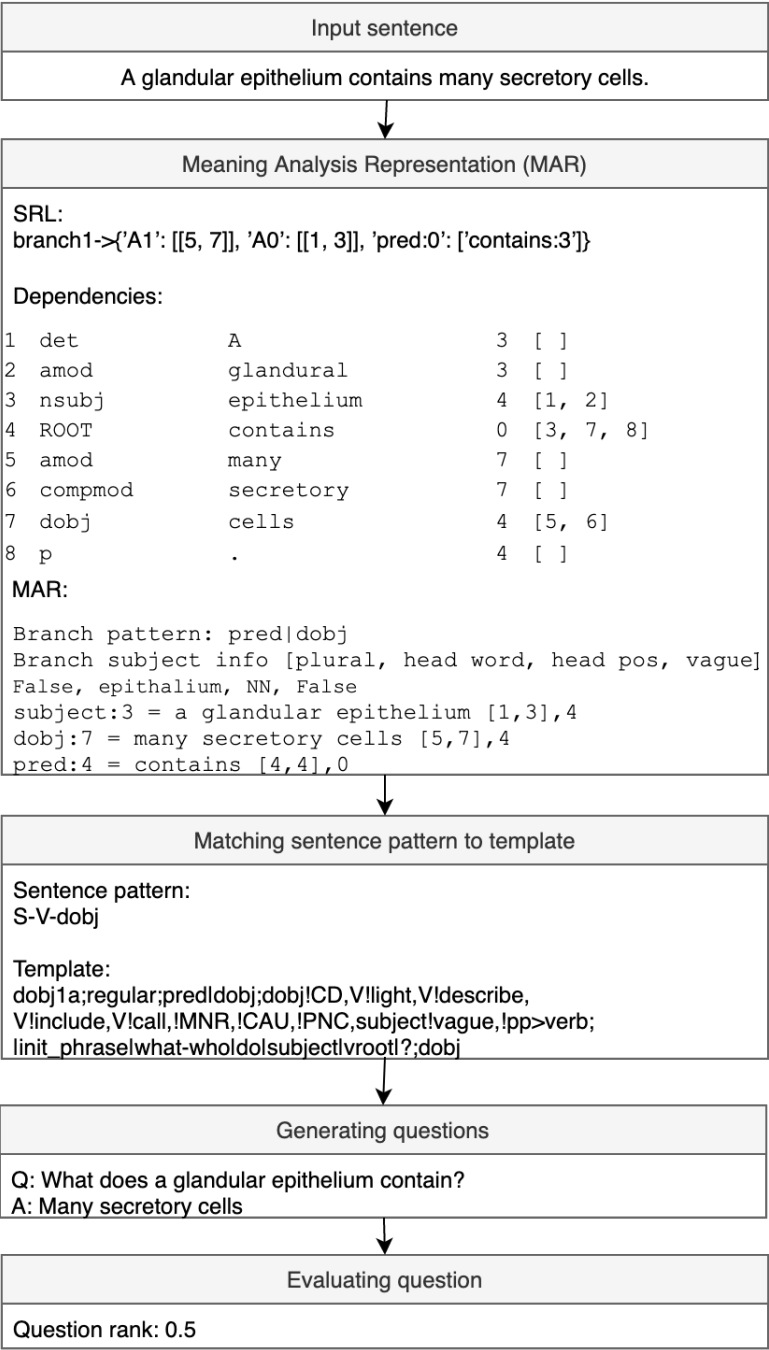 Input sentence
A glandular epithelium contains many secretory cells.
Meaning Analysis Representation (MAR)
SRL:
branch1->{'A1': [[5, 7]], 'A0': [[1, 3]], 'pred:0': ['contains:3']}
Dependencies:
1 det A 3 [ ]
2 amod glandural 3 [ ]
3 nsubj epithelium 4 [1, 2]
4 ROOT contains 0 [3, 7, 8]
5 amod many 7 [ ]
6 compmod secretory 7 [ ]
7 dobj cells 4 [5, 6]
8 p . 4 [ ]
MAR:
Branch pattern: pred|dobj
Branch subject info [plural, head word, head pos, vague]
False, epithalium, NN, False
subject:3 = a glandular epithelium [1,3],4
dobj:7 = many secretory cells [5,7],4
pred:4 = contains [4,4],0
Matching sentence pattern to template
Sentence pattern:
S-V-dobj
Template:
dobj1a;regular;pred|dobj;dobj!CD,V!light,V!describe,
V!include,V!call,!MNR,!CAU,!PNC,subject!vague,!pp>verb;
|init_phrase|what-who|do|subject|vroot|?;dobj
Generating questions
Q: What does a glandular epithelium contain?
A: Many secretory cells
Evaluating question
Question rank: 0.5